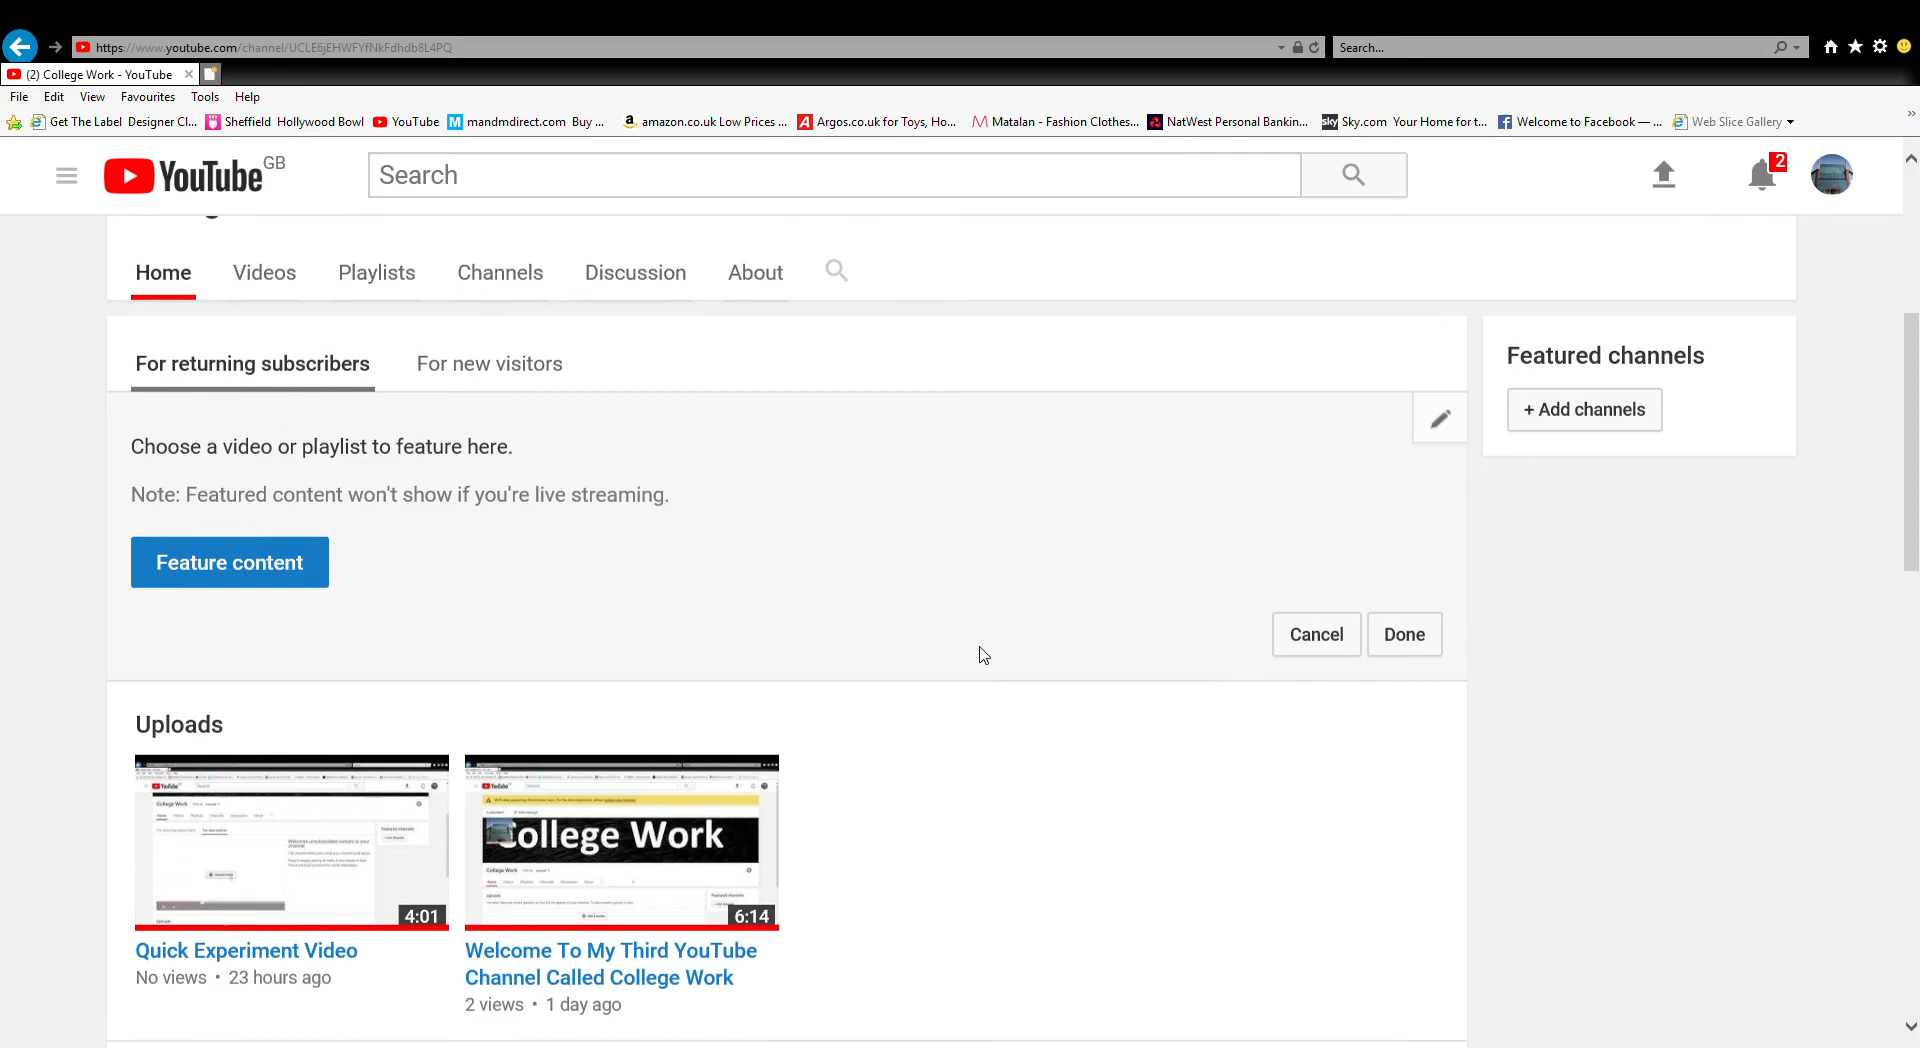 https://www.youtube.com/channel/UCLE6jEHWFYfNkFdhdb8L4PQ
Search...
(2) College Work - YouTube
File Edit View Favourites Tools Help
Get The Label Designer Cl... Sheffield Hollywood Bowl YouTube mandmdirect.com Buy ... amazon.co.uk Low Prices ... Argos.co.uk for Toys, Ho... Matalan - Fashion Clothes... NatWest Personal Bankin... Sky.com Your Home for t... Welcome to Facebook — ... Web Slice Gallery
YouTube GB
Search
2
Home Videos Playlists Channels Discussion About
For returning subscribers For new visitors
Featured channels
+ Add channels
Choose a video or playlist to feature here.
Note: Featured content won't show if you're live streaming.
Feature content
Cancel Done
Uploads
College Work
4:01
6:14
Quick Experiment Video
No views • 23 hours ago
Welcome To My Third YouTube
Channel Called College Work
2 views • 1 day ago